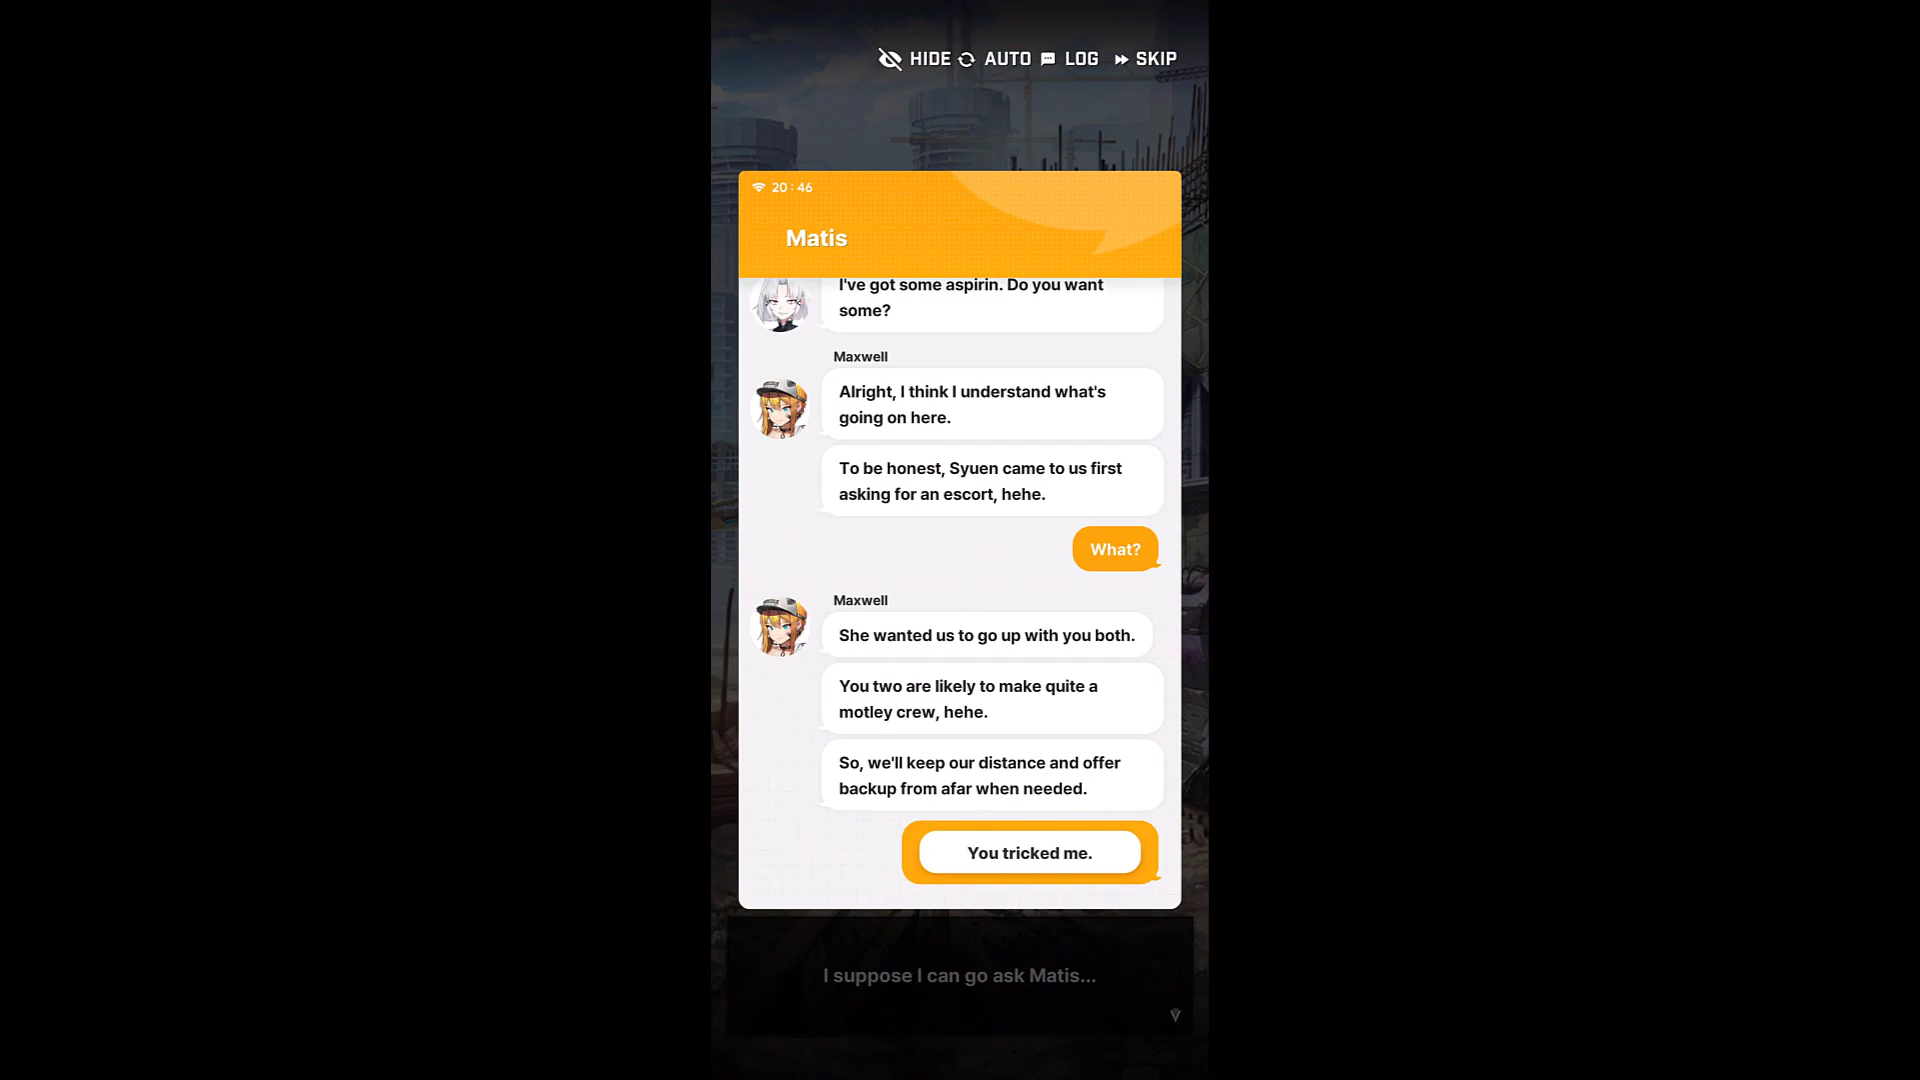 HIDE AUTO LOG SKIP
20 : 46
Matis
I've got some aspirin. Do you want
some?
Maxwell
Alright, I think I understand what's
going on here.
To be honest, Syuen came to us first
asking for an escort, hehe.
What?
Maxwell
She wanted us to go up with you both.
You two are likely to make quite a
motley crew, hehe.
So, we'll keep our distance and offer
backup from afar when needed.
You tricked me.
I suppose I can go ask Matis...